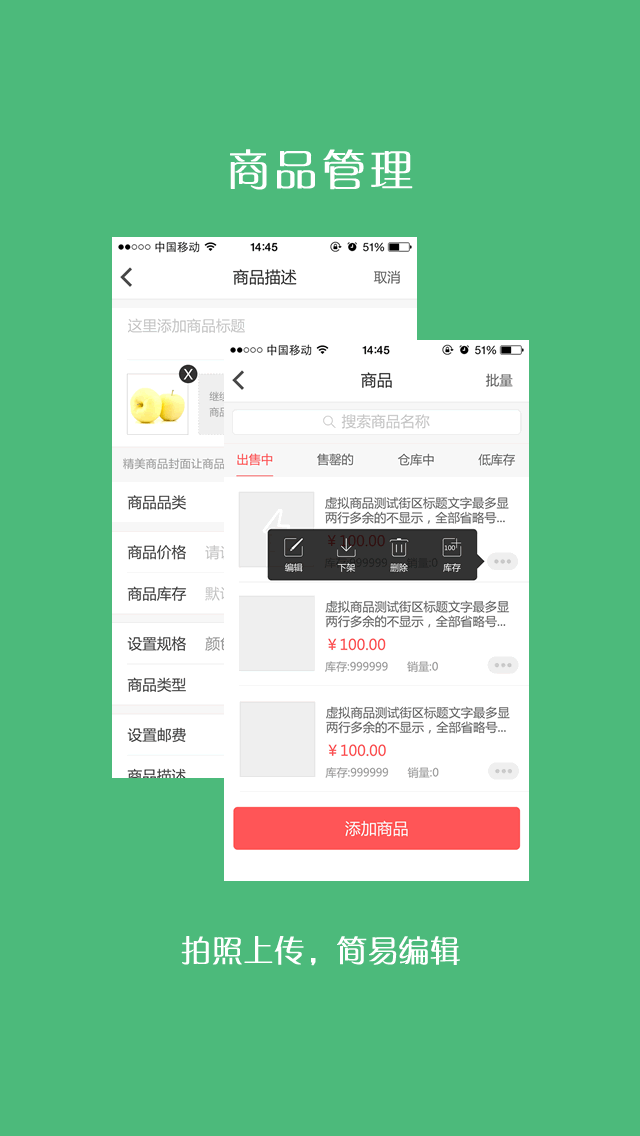 商品管理
中国移动
14:45
51%
商品描述
取消
这里添加商品标题
X
继续
商品
精美商品封面让商品
商品品类
商品价格
商品库存
设置规格
颜色
商品类型
设置邮费
商品描述
中国移动
14:45
51%
商品
批量
搜索商品名称
出售中
售罄的
仓库中
低库存
虚拟商品测试街区标题文字最多显
两行多余的不显示，全部省略号...
￥100.00
库存:999999 销量:0
编辑
下架
删除
100
库存
虚拟商品测试街区标题文字最多显
两行多余的不显示，全部省略号...
￥100.00
库存:999999 销量:0
虚拟商品测试街区标题文字最多显
两行多余的不显示，全部省略号...
￥100.00
库存:999999 销量:0
添加商品
拍照上传，简易编辑